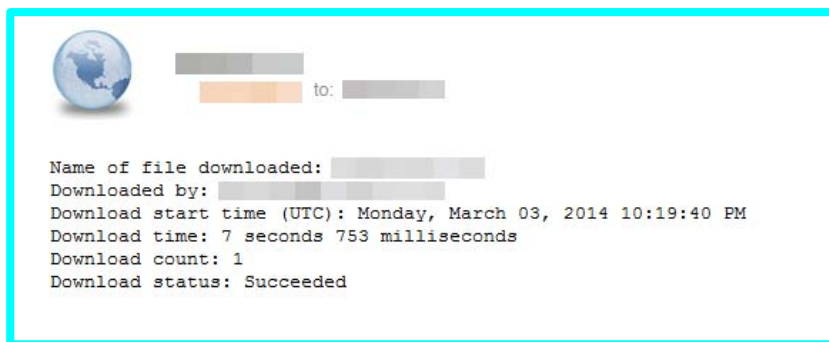 to:
Name of file downloaded:
Downloaded by:
Download start time (UTC): Monday, March 03, 2014 10:19:40 PM
Download time: 7 seconds 753 milliseconds
Download count: 1
Download status: Succeeded